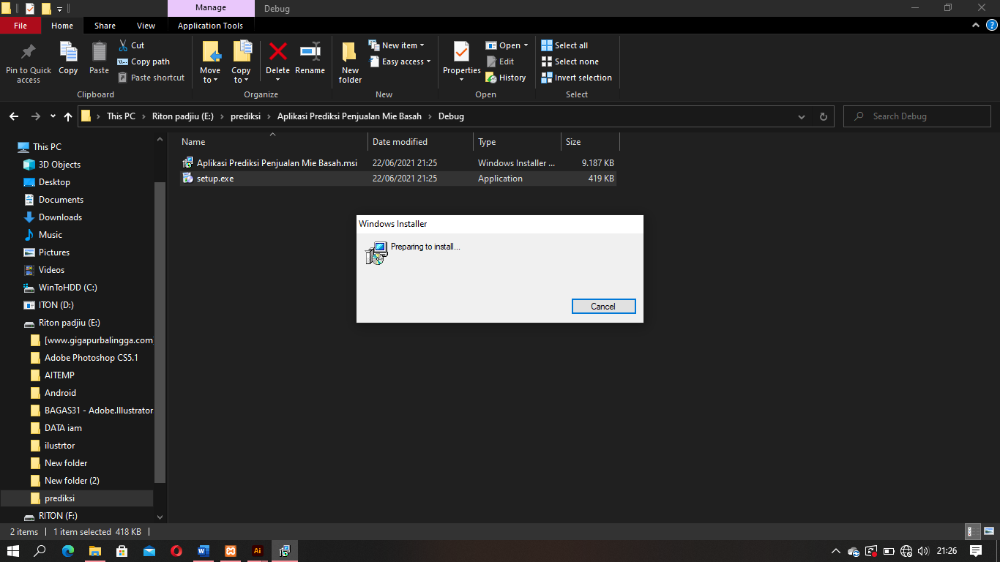 Manage
Debug
File
Home
Share
View
Application Tools
Pin to Quick access
Copy
Paste
Cut
Copy path
Paste shortcut
Clipboard
Move to
Copy to
Delete
Rename
Organize
New folder
New item
Easy access
New
Properties
Open
Edit
History
Open
Select all
Select none
Invert selection
Select
This PC
Riton padjiu (E:)
prediksi
Aplikasi Prediksi Penjualan Mie Basah
Debug
Search Debug
This PC
3D Objects
Desktop
Documents
Downloads
Music
Pictures
Videos
WinToHDD (C:)
ITON (D:)
Riton padjiu (E:)
[www.gigapurbalingga.com
Adobe Photoshop CS5.1
AITEMP
Android
BAGAS31 - Adobe.Illustrator
DATA iam
ilustrtor
New folder
New folder (2)
prediksi
RITON (F:)
Name Date modified Type Size
Aplikasi Prediksi Penjualan Mie Basah.msi 22/06/2021 21:25 Windows Installer ... 9.187 KB
setup.exe 22/06/2021 21:25 Application 419 KB
Windows Installer
Preparing to install...
Cancel
2 items 1 item selected 418 KB
Ai
21:26